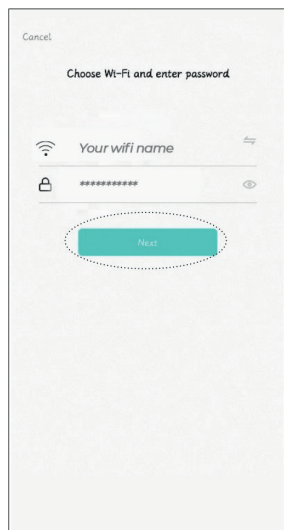 Cancel
Choose Wi-Fi and enter password
Your wifi name
***********
Next